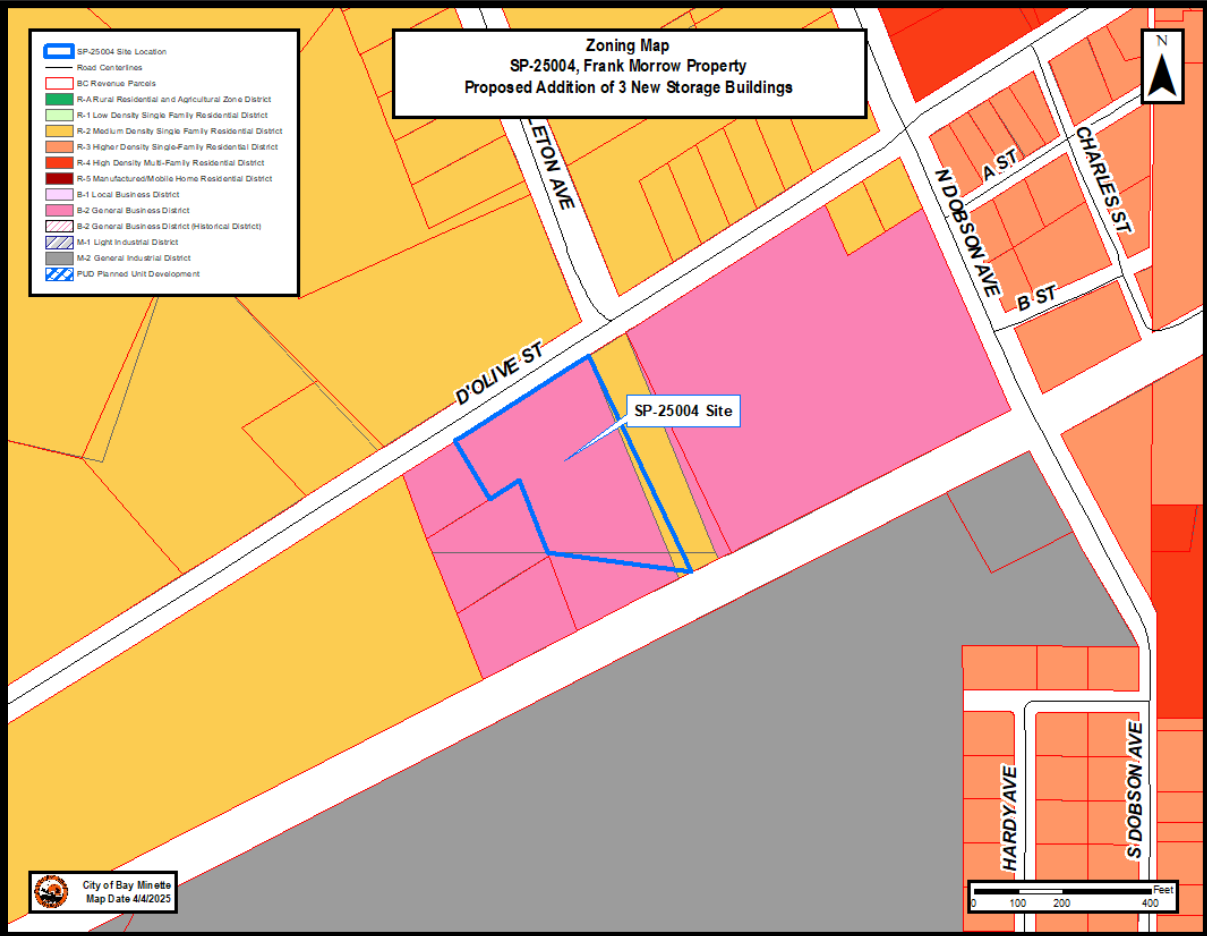 Zoning Map
SP-25004, Frank Morrow Property
Proposed Addition of 3 New Storage Buildings
SP-25004 Site Location
Road Centerlines
BC Revenue Parcels
R-A Rural Residential and Agricultural Zone District
R-1 Low Density Single Family Residential District
R-2 Medium Density Single Family Residential District
R-3 Higher Density Single-Family Residential District
R-4 High Density Multi-Family Residential District
R-5 Manufactured/Mobile Home Residential District
B-1 Local Business District
B-2 General Business District
B-2 General Business District (Historical District)
M-1 Light Industrial District
M-2 General Industrial District
PUD Planned Unit Development
N
LETON AVE
N DOBSON AVE
A ST
CHARLES ST
B ST
D'OLIVE ST
SP-25004 Site
HARDY AVE
S DOBSON AVE
City of Bay Minette
Map Date 4/4/2025
Feet
0 100 200 400